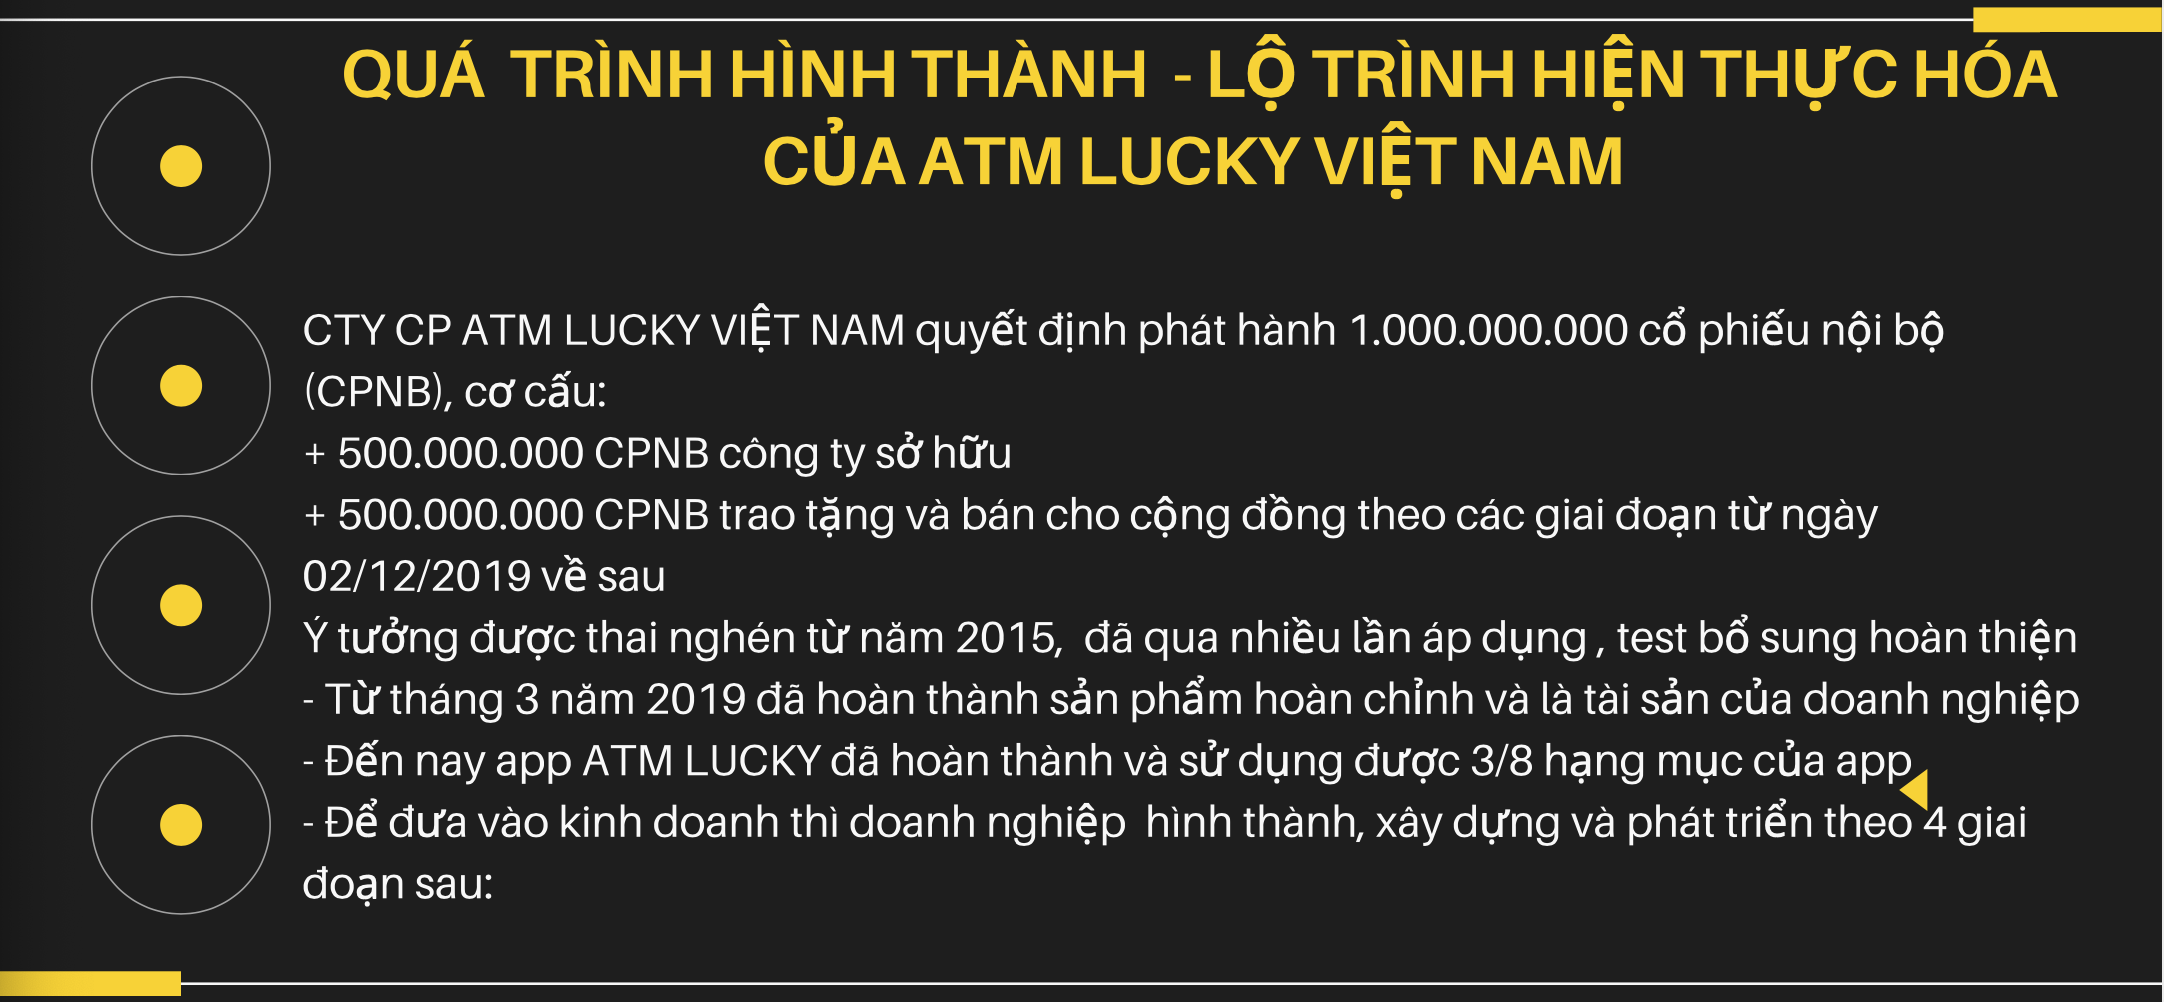 QUÁ TRÌNH HÌNH THÀNH - LỘ TRÌNH HIỆN THỰC HÓA
CỦA ATM LUCKY VIỆT NAM
CTY CP ATM LUCKY VIỆT NAM quyết định phát hành 1.000.000.000 cổ phiếu nội bộ
(CPNB), cơ cấu:
+ 500.000.000 CPNB công ty sở hữu
+ 500.000.000 CPNB trao tặng và bán cho cộng đồng theo các giai đoạn từ ngày
02/12/2019 về sau
Ý tưởng được thai nghén từ năm 2015, đã qua nhiều lần áp dụng , test bổ sung hoàn thiện
- Từ tháng 3 năm 2019 đã hoàn thành sản phẩm hoàn chỉnh và là tài sản của doanh nghiệp
- Đến nay app ATM LUCKY đã hoàn thành và sử dụng được 3/8 hạng mục của app
- Để đưa vào kinh doanh thì doanh nghiệp hình thành, xây dựng và phát triển theo 4 giai
đoạn sau: